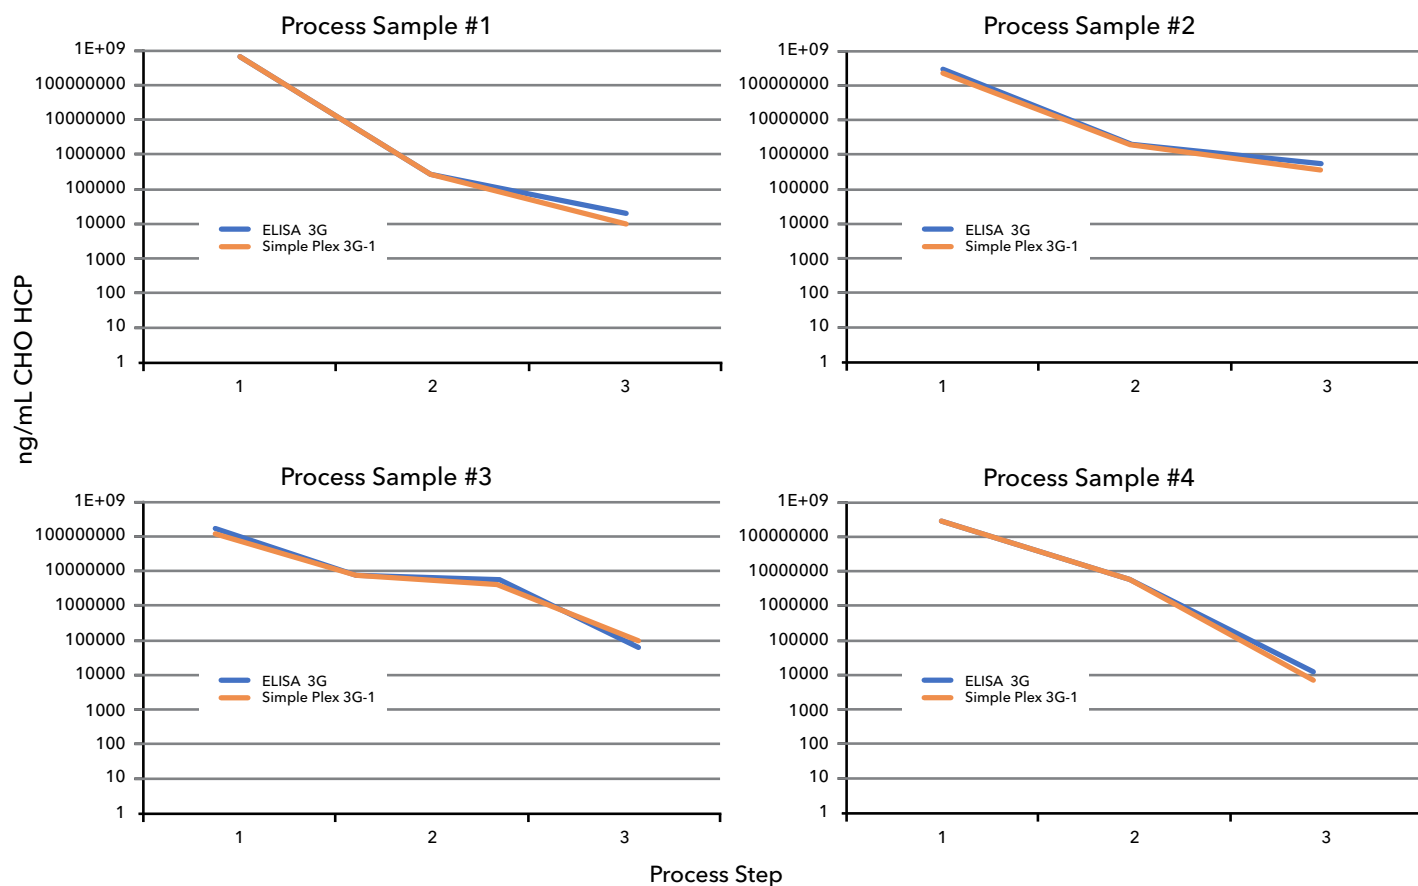 Process Sample #1
1E+09
100000000
10000000
1000000
100000
10000
1000
100
10
1
ELISA 3G
Simple Plex 3G-1
1 2 3
Process Sample #2
1E+09
100000000
10000000
1000000
100000
10000
1000
100
10
1
ELISA 3G
Simple Plex 3G-1
1 2 3
ng/mL CHO HCP
Process Sample #3
1E+09
100000000
10000000
1000000
100000
10000
1000
100
10
1
ELISA 3G
Simple Plex 3G-1
1 2 3
Process Sample #4
1E+09
100000000
10000000
1000000
100000
10000
1000
100
10
1
ELISA 3G
Simple Plex 3G-1
1 2 3
Process Step